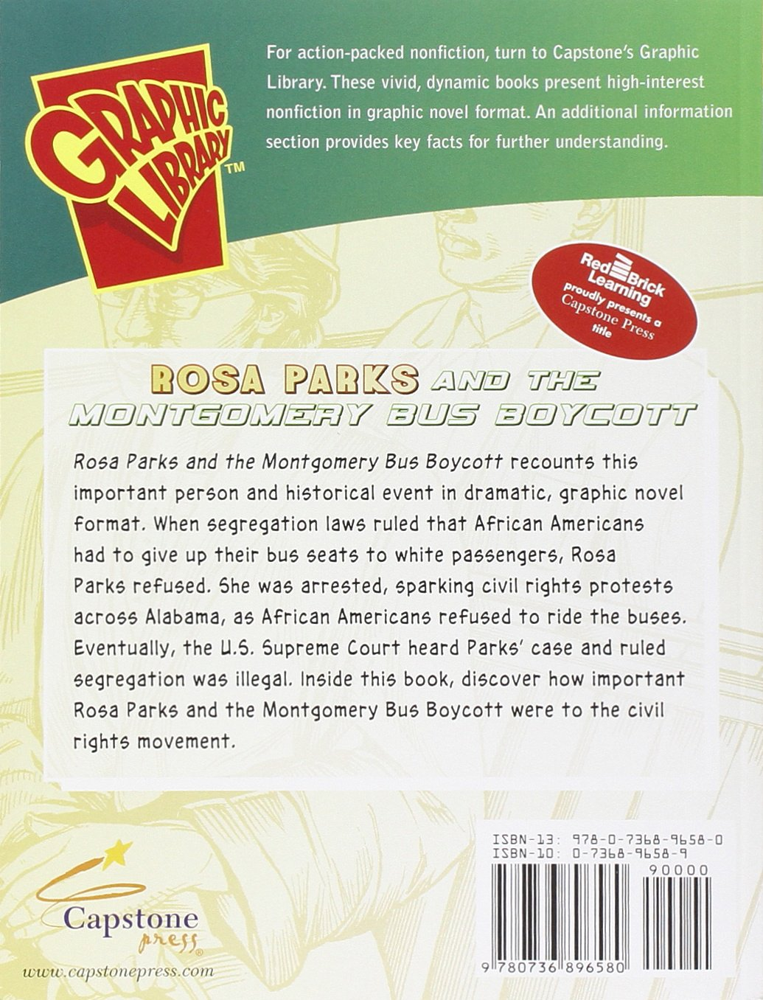 GRAPHIC
LIBRARY™
For action-packed nonfiction, turn to Capstone's Graphic
Library. These vivid, dynamic books present high-interest
nonfiction in graphic novel format. An additional information
section provides key facts for further understanding.
Red Brick
Learning
proudly presents a
Capstone Press
title
ROSA PARKS AND THE
MONTGOMERY BUS BOYCOTT
Rosa Parks and the Montgomery Bus Boycott recounts this
important person and historical event in dramatic, graphic novel
format. When segregation laws ruled that African Americans
had to give up their bus seats to white passengers, Rosa
Parks refused. She was arrested, sparking civil rights protests
across Alabama, as African Americans refused to ride the buses.
Eventually, the U.S. Supreme Court heard Parks' case and ruled
segregation was illegal. Inside this book, discover how important
Rosa Parks and the Montgomery Bus Boycott were to the civil
rights movement.
Capstone
press®
www.capstonepress.com
ISBN-13: 978-0-7368-9658-0
ISBN-10: 0-7368-9658-9
90000
9 780736 896580